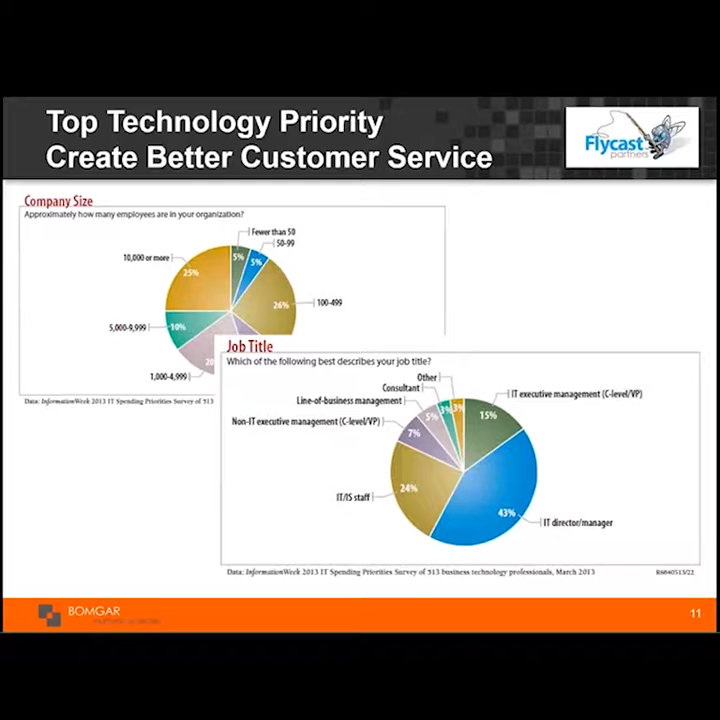 Top Technology Priority
Create Better Customer Service
Flycast
partners
Company Size
Approximately how many employees are in your organization?
Fewer than 50
50-99
10,000 or more
5%
5%
25%
26%
100-499
5,000-9,999
10%
1,000-4,999
20
Data: InformationWeek 2013 IT Spending Priorities Survey of 513
Job Title
Which of the following best describes your job title?
Other
Consultant
Line-of-business management
Non-IT executive management (C-level/VP)
IT executive management (C-level/VP)
15%
3%
3%
5%
7%
24%
IT/IS staff
43%
IT director/manager
Data: InformationWeek 2013 IT Spending Priorities Survey of 513 business technology professionals, March 2013
R6840513/22
BOMGAR
11